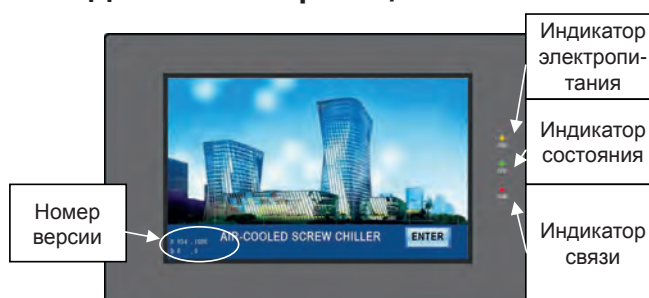 Индикатор
электропи-
тания
Индикатор
состояния
Индикатор
связи
Номер
версии
AIR-COOLED SCREW CHILLER
ENTER